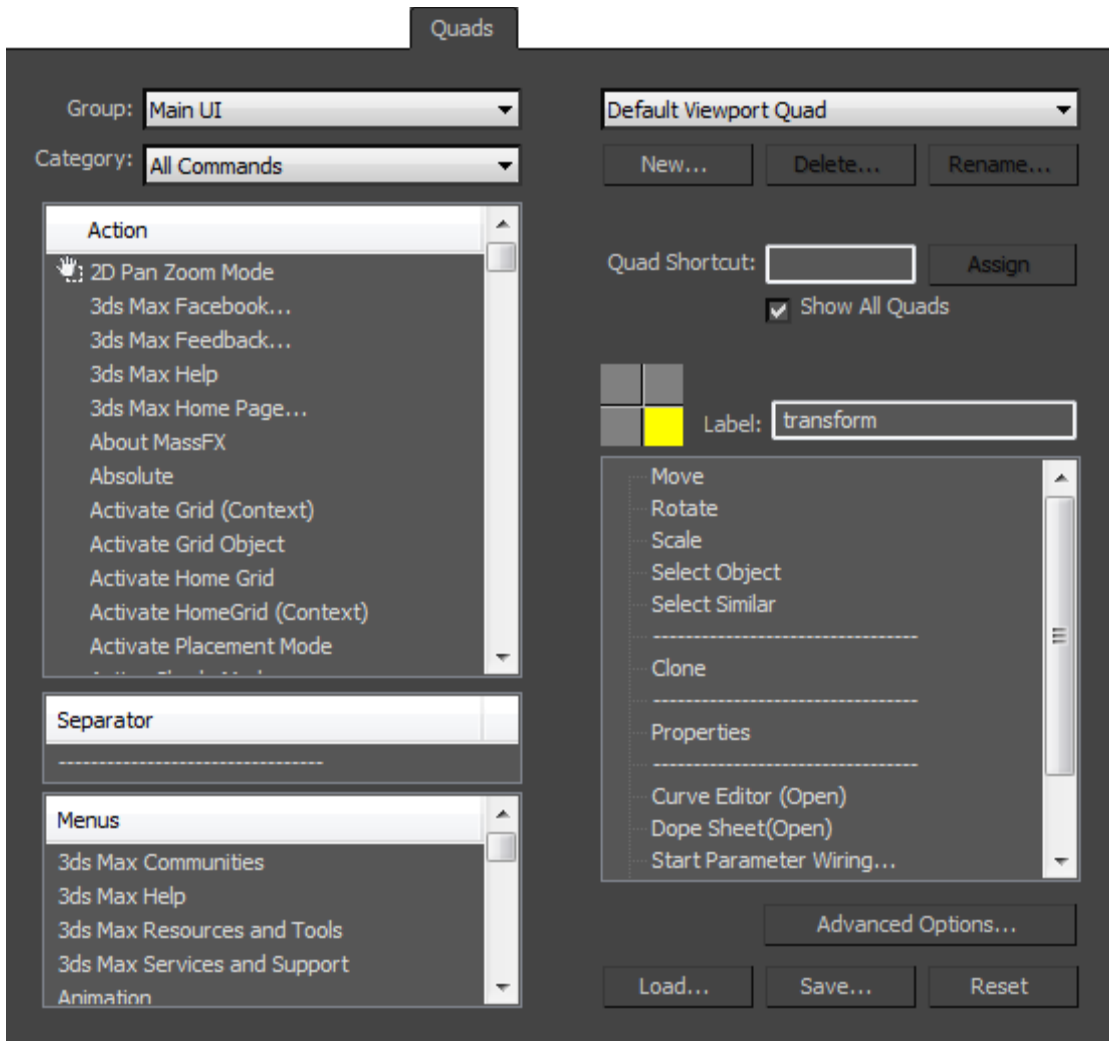 Quads
Group: Main UI
Category: All Commands
Action
2D Pan Zoom Mode
3ds Max Facebook...
3ds Max Feedback...
3ds Max Help
3ds Max Home Page...
About MassFX
Absolute
Activate Grid (Context)
Activate Grid Object
Activate Home Grid
Activate HomeGrid (Context)
Activate Placement Mode
Separator
---------------------------------
Menus
3ds Max Communities
3ds Max Help
3ds Max Resources and Tools
3ds Max Services and Support
Animation
Default Viewport Quad
New... Delete... Rename...
Quad Shortcut: Assign
Show All Quads
Label: transform
Move
Rotate
Scale
Select Object
Select Similar
---------------------------------
Clone
---------------------------------
Properties
---------------------------------
Curve Editor (Open)
Dope Sheet(Open)
Start Parameter Wiring...
Advanced Options...
Load... Save... Reset